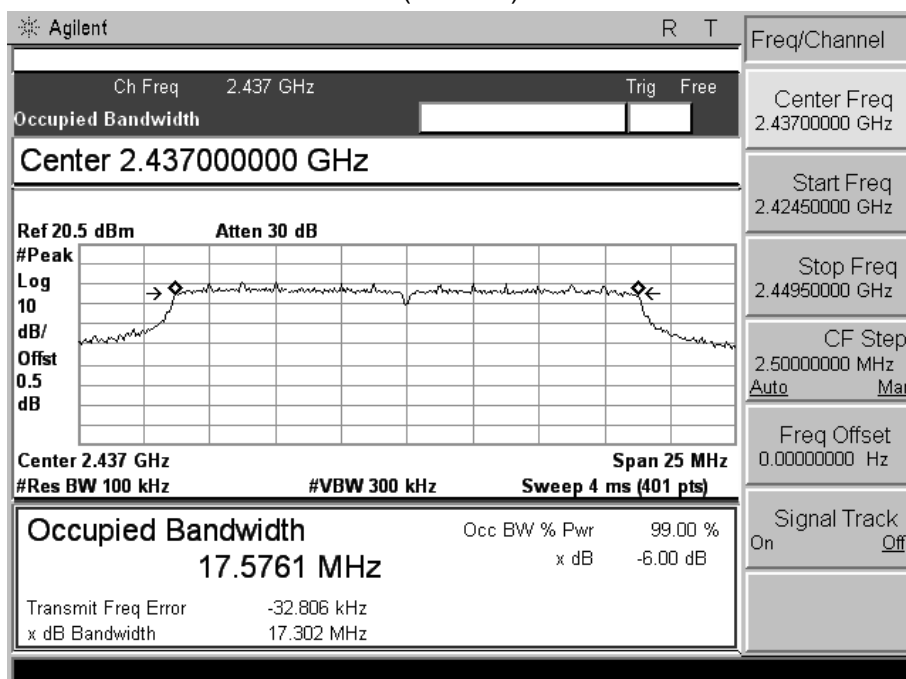 Agilent R T
Ch Freq 2.437 GHz Trig Free
Occupied Bandwidth
Center 2.437000000 GHz
Ref 20.5 dBm Atten 30 dB
#Peak
Log
10
dB/
Offst
0.5
dB
Center 2.437 GHz Span 25 MHz
#Res BW 100 kHz #VBW 300 kHz Sweep 4 ms (401 pts)
Occupied Bandwidth
17.5761 MHz
Occ BW % Pwr 99.00 %
x dB -6.00 dB
Transmit Freq Error -32.806 kHz
x dB Bandwidth 17.302 MHz
Freq/Channel
Center Freq
2.43700000 GHz
Start Freq
2.42450000 GHz
Stop Freq
2.44950000 GHz
CF Step
2.50000000 MHz
Auto Mar
Freq Offset
0.00000000 Hz
Signal Track
On Off